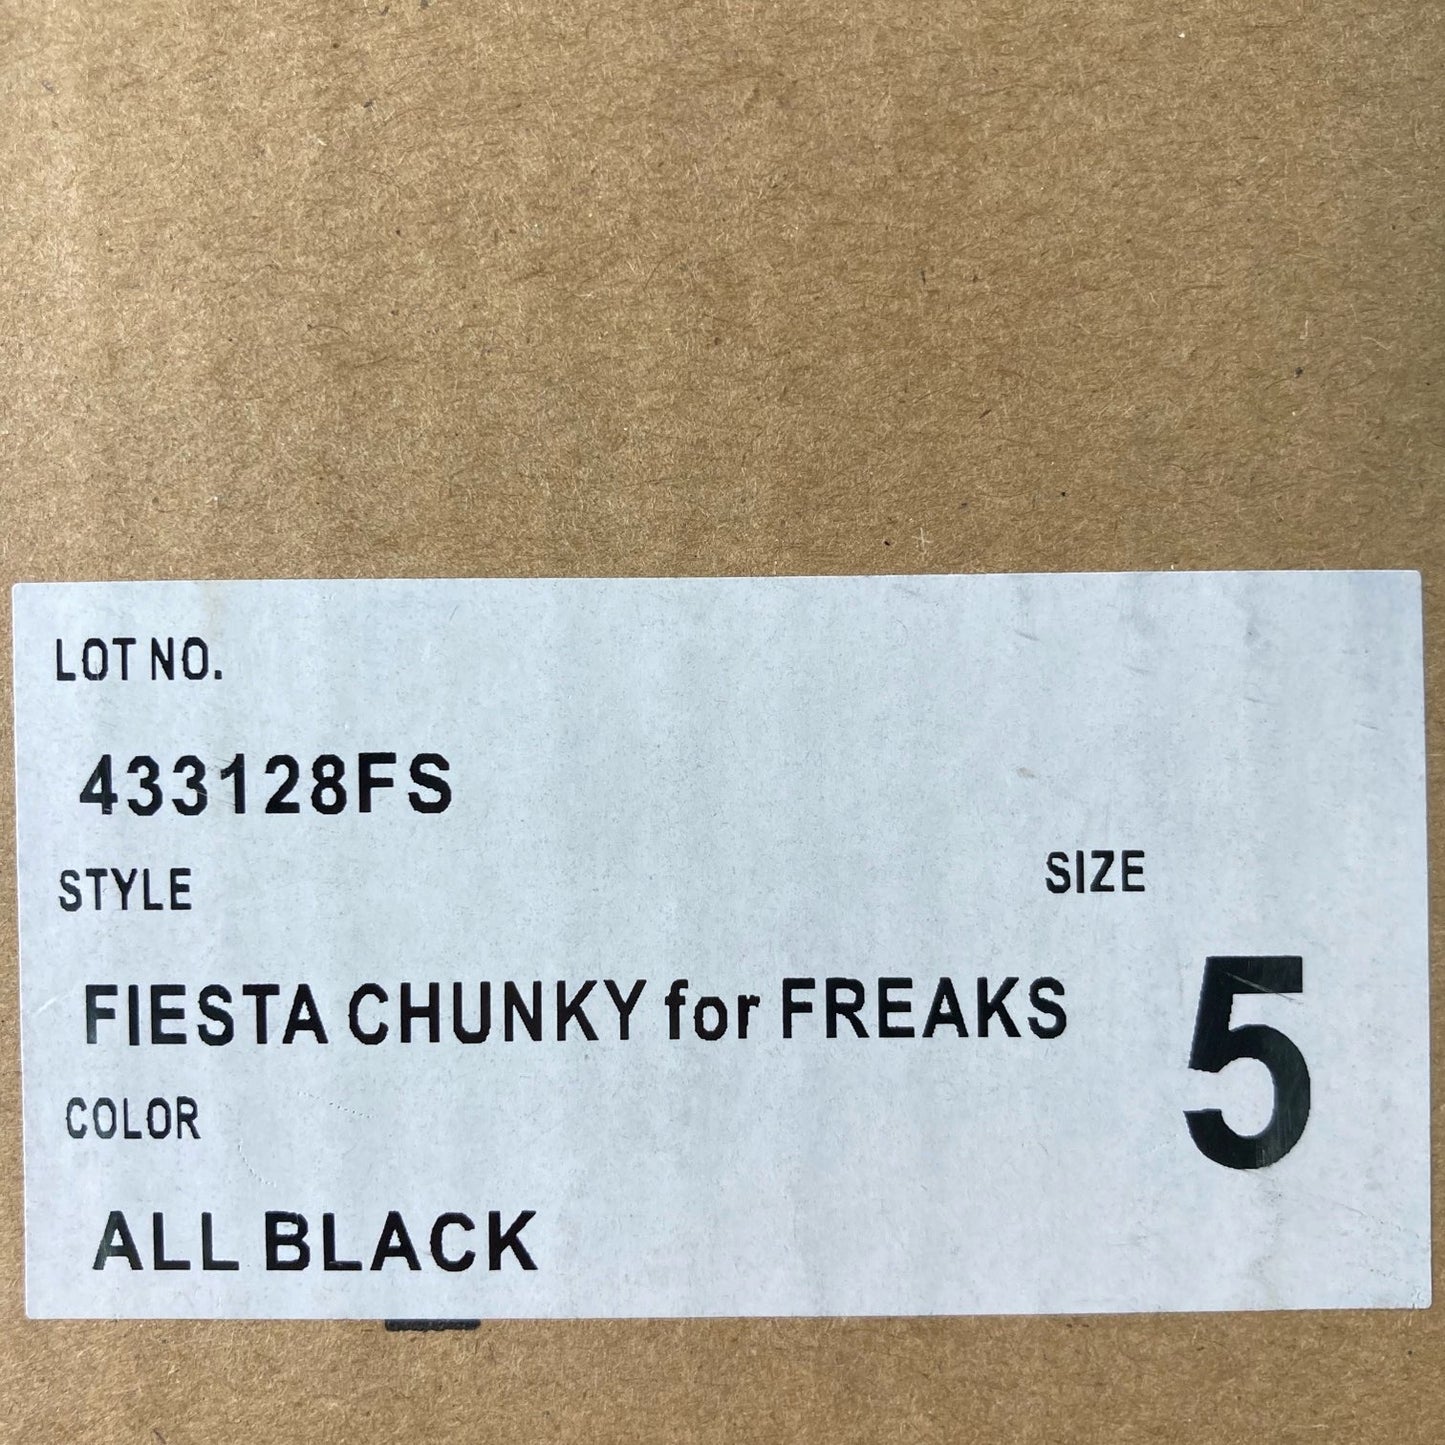 LOT NO.
433128FS
STYLE
SIZE
FIESTA CHUNKY for FREAKS
5
COLOR
ALL BLACK